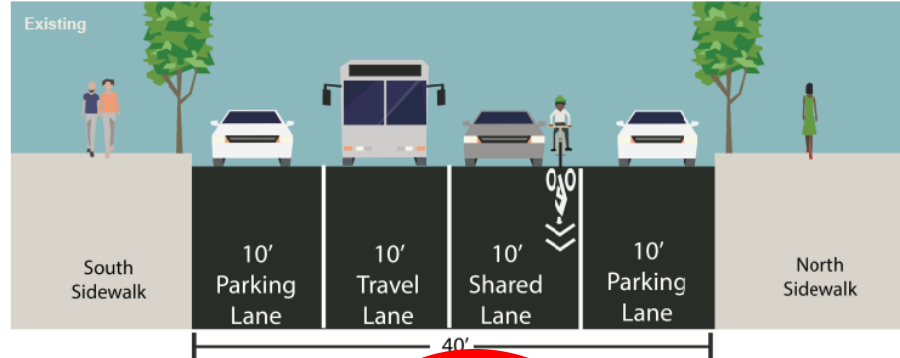 Existing
South
Sidewalk
10'
Parking
Lane
10'
Travel
Lane
10'
Shared
Lane
10'
Parking
Lane
North
Sidewalk
40'